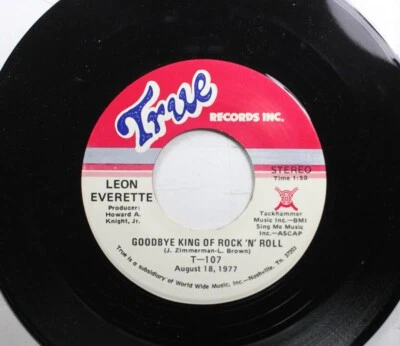 True
RECORDS INC.
STEREO
Time 1:58
LEON
EVERETTE
Producer:
Howard A.
Knight, Jr.
Tackhammer
Music Inc.—BMI
Sing Me Music
Inc.—ASCAP
GOODBYE KING OF ROCK 'N' ROLL
(J. Zimmerman-L. Brown)
T—107
August 18, 1977
True is a subsidiary of World Wide Music, Inc.—Nashville, Tn. 37203